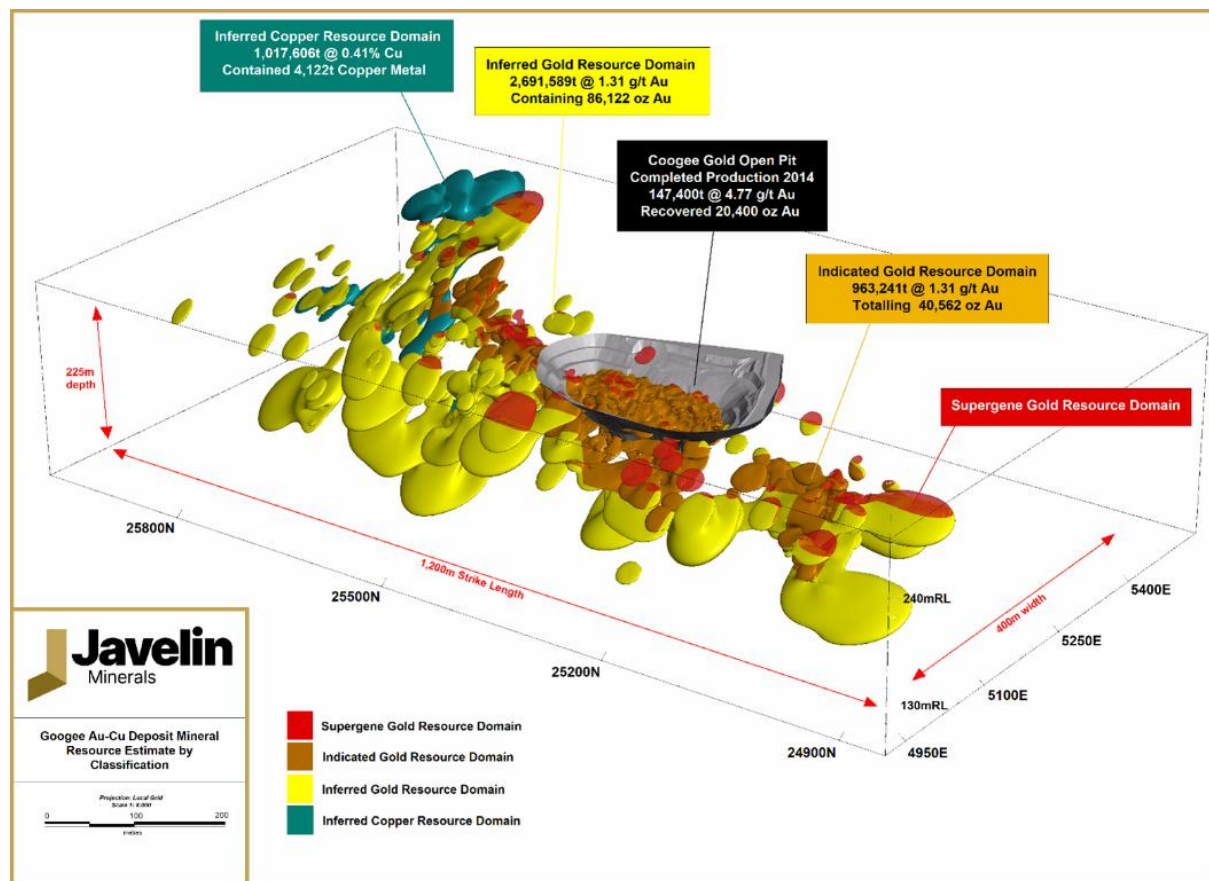 Inferred Copper Resource Domain
1,017,606t @ 0.41% Cu
Contained 4,122t Copper Metal
Inferred Gold Resource Domain
2,691,589t @ 1.31 g/t Au
Containing 86,122 oz Au
Coogee Gold Open Pit
Completed Production 2014
147,400t @ 4.77 g/t Au
Recovered 20,400 oz Au
Indicated Gold Resource Domain
963,241t @ 1.31 g/t Au
Totalling 40,562 oz Au
Supergene Gold Resource Domain
225m
depth
25800N
1,200m Strike Length
25500N
25200N
24900N
240mRL
130mRL
400m width
5400E
5250E
5100E
4950E
Javelin
Minerals
Googee Au-Cu Deposit Mineral
Resource Estimate by
Classification
Projection: Local Grid
Scale 1: 5,000
0 100 200
metres
Supergene Gold Resource Domain
Indicated Gold Resource Domain
Inferred Gold Resource Domain
Inferred Copper Resource Domain